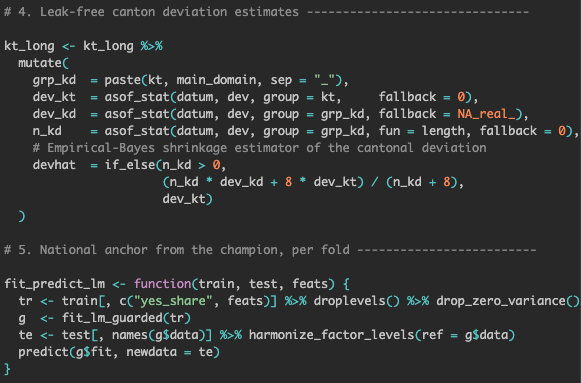 # 4. Leak-free canton deviation estimates -------------------------------
kt_long <- kt_long %>%
  mutate(
    grp_kd  = paste(kt, main_domain, sep = "_"),
    dev_kt  = asof_stat(datum, dev, group = kt,     fallback = 0),
    dev_kd  = asof_stat(datum, dev, group = grp_kd, fallback = NA_real_),
    n_kd    = asof_stat(datum, dev, group = grp_kd, fun = length, fallback = 0),
    # Empirical-Bayes shrinkage estimator of the cantonal deviation
    devhat  = if_else(n_kd > 0,
                      (n_kd * dev_kd + 8 * dev_kt) / (n_kd + 8),
                      dev_kt)
  )
# 5. National anchor from the champion, per fold -------------------------
fit_predict_lm <- function(train, test, feats) {
  tr <- train[, c("yes_share", feats)] %>% droplevels() %>% drop_zero_variance()
  g  <- fit_lm_guarded(tr)
  te <- test[, names(g$data)] %>% harmonize_factor_levels(ref = g$data)
  predict(g$fit, newdata = te)
}